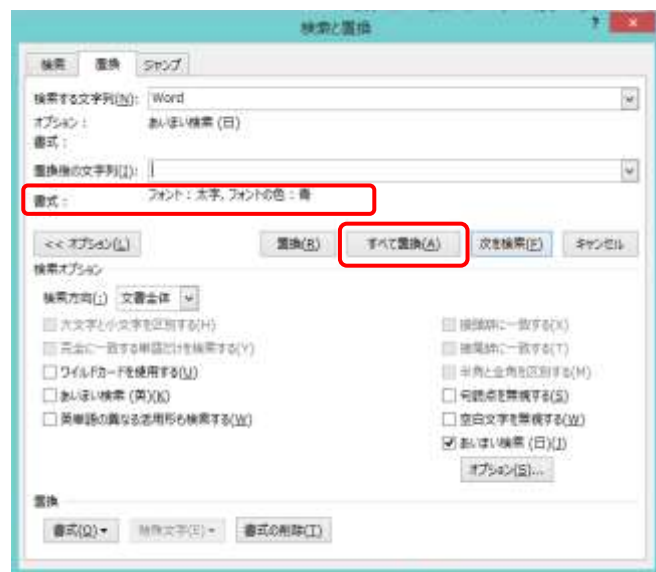 検索と置換
?
検索 置換 ジャンプ
検索する文字列(N): Word
オプション: あいまい検索 (日)
書式:
置換後の文字列(I):
書式: フォント : 太字, フォントの色 : 青
<< オプション(L) 置換(R) すべて置換(A) 次を検索(F) キャンセル
検索オプション
検索方向(:) 文書全体
大文字と小文字を区別する(H) 接頭辞に一致する(X)
完全に一致する単語だけを検索する(Y) 接尾辞に一致する(T)
ワイルドカードを使用する(U) 半角と全角を区別する(M)
あいまい検索 (英)(K) 句読点を無視する(S)
英単語の異なる活用形も検索する(W) 空白文字を無視する(W)
あいまい検索 (日)(J)
オプション(S)...
置換
書式(O) 特殊文字(E) 書式の削除(T)